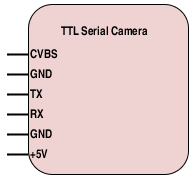 TTL Serial Camera
CVBS
GND
TX
RX
GND
+5V